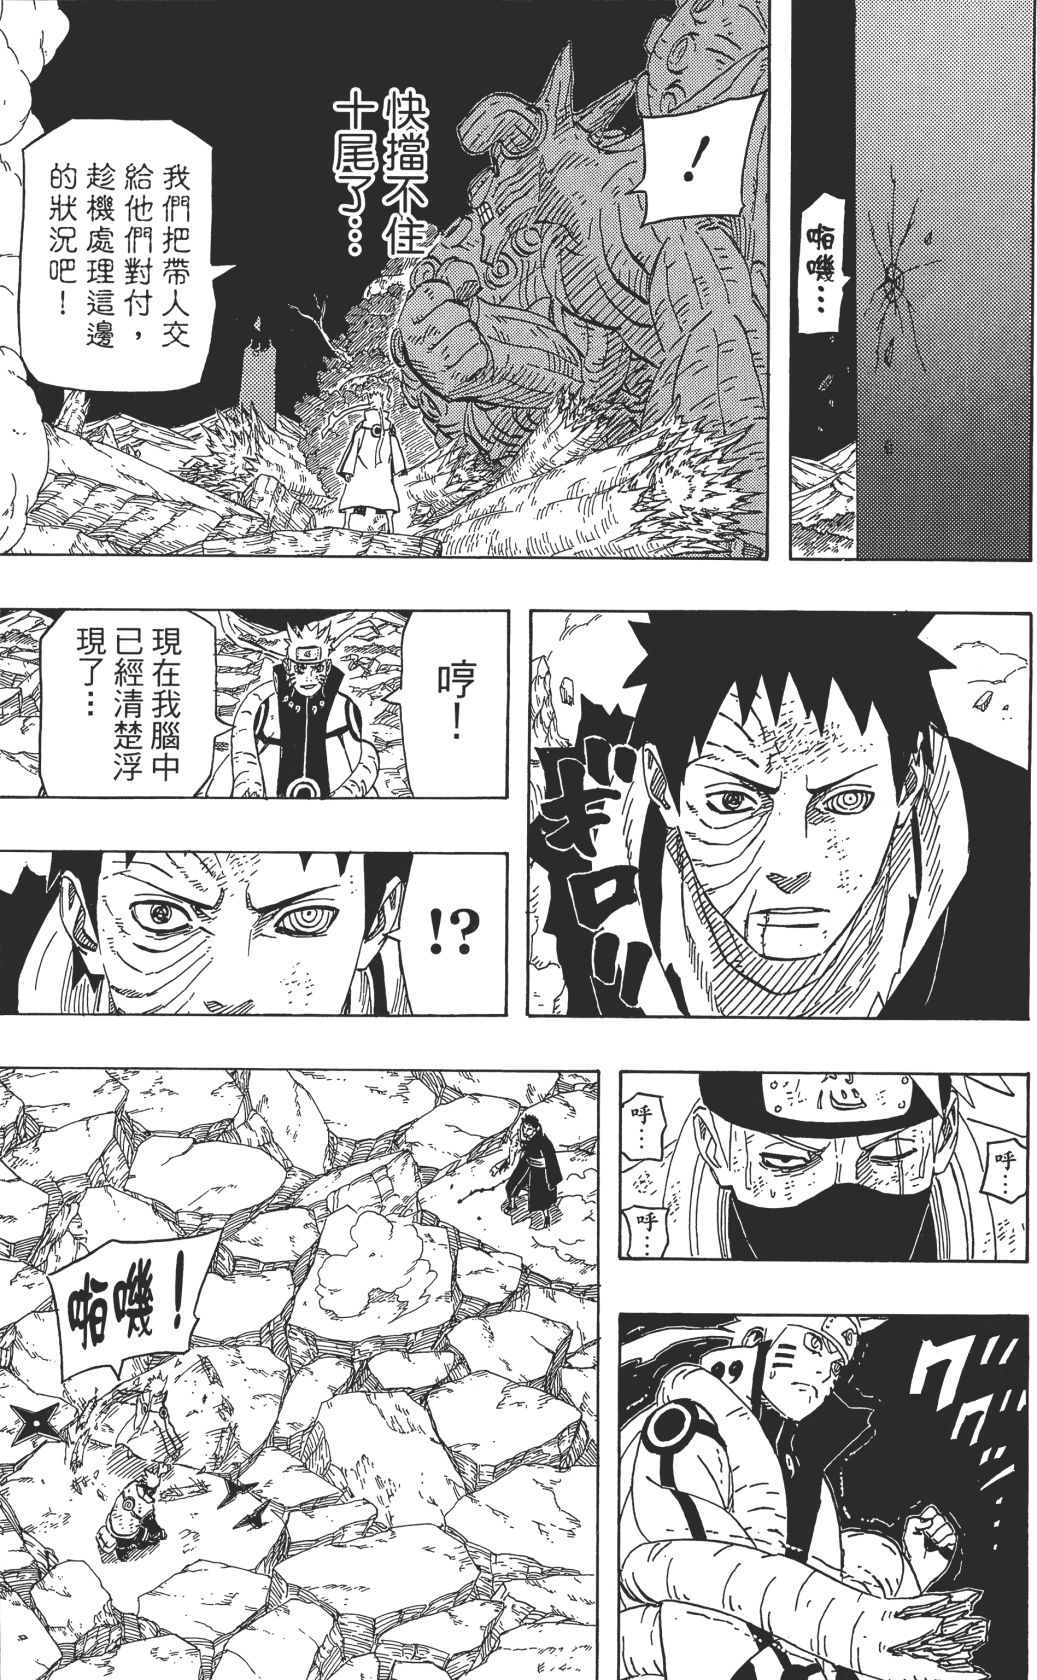 啪嘰…
！
快擋不住
十尾了…
我們把帶人交
給他們對付，
趁機處理這邊
的狀況吧！
ギロ
哼！
現在我腦中
已經清楚浮
現了…
!?
呼…
呼…
呼…
グググ
啪嘰！